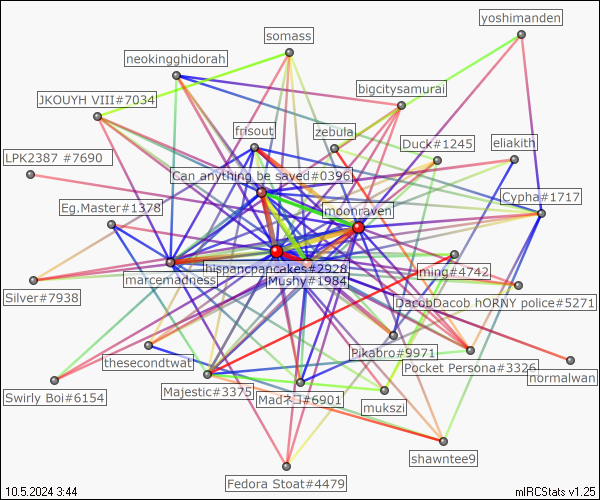 yoshimanden
somass
neokingghidorah
bigcitysamurai
JKOUYH VIII#7034
frisout
zebula
Duck#1245
eliakith
LPK2387 #7690
Can anything be saved#0396
Cypha#1717
Eg.Master#1378
moonraven
hispancpancakes#2928
ming#4742
marcemadness
Mushy#1984
Silver#7938
DacobDacob hORNY police#5271
Pikabro#9971
thesecondtwat
Pocket Persona#3326
normalwan
Majestic#3375
Swirly Boi#6154
Madネコ#6901
mukszi
shawntee9
Fedora Stoat#4479
10.5.2024 3:44
mIRCStats v1.25